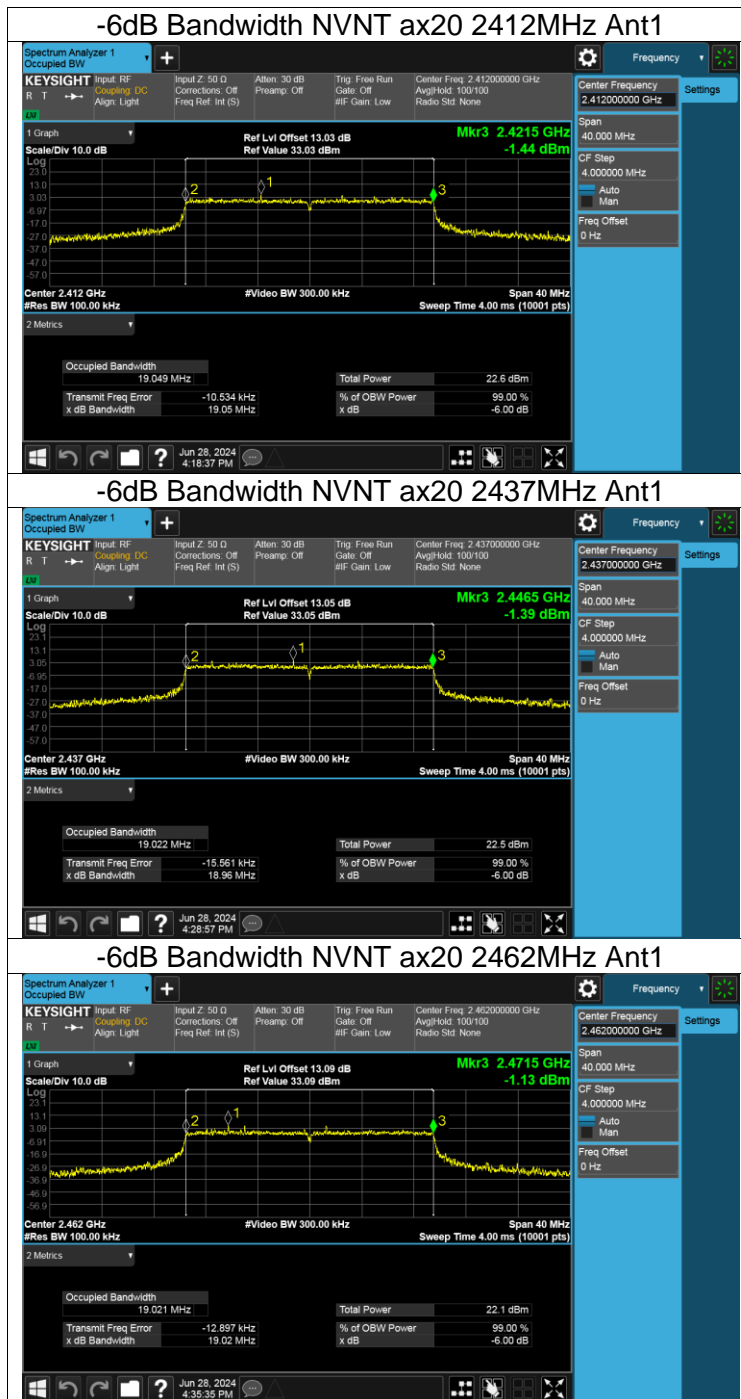 -6dB Bandwidth NVNT ax20 2412MHz Ant1
Spectrum Analyzer 1
Occupied BW
+
Frequency
KEYSIGHT Input: RF Input Z: 50 Ω Atten: 30 dB Trig: Free Run Center Freq: 2.412000000 GHz
R T Coupling: DC Corrections: Off Preamp: Off Gate: Off Avg|Hold: 100/100
Align: Light Freq Ref: Int (S) #IF Gain: Low Radio Std: None
LXI
Center Frequency
2.412000000 GHz
Settings
Span
40.000 MHz
CF Step
4.000000 MHz
Auto
Man
Freq Offset
0 Hz
1 Graph Ref Lvl Offset 13.03 dB Mkr3 2.4215 GHz
Scale/Div 10.0 dB Ref Value 33.03 dBm -1.44 dBm
Log
23.0
13.0
3.03
-6.97
-17.0
-27.0
-37.0
-47.0
-57.0
2
1
3
Center 2.412 GHz #Video BW 300.00 kHz Span 40 MHz
#Res BW 100.00 kHz Sweep Time 4.00 ms (10001 pts)
2 Metrics
Occupied Bandwidth
19.049 MHz Total Power 22.6 dBm
Transmit Freq Error -10.534 kHz % of OBW Power 99.00 %
x dB Bandwidth 19.05 MHz x dB -6.00 dB
? Jun 28, 2024
4:18:37 PM
-6dB Bandwidth NVNT ax20 2437MHz Ant1
Spectrum Analyzer 1
Occupied BW
+
Frequency
KEYSIGHT Input: RF Input Z: 50 Ω Atten: 30 dB Trig: Free Run Center Freq: 2.437000000 GHz
R T Coupling: DC Corrections: Off Preamp: Off Gate: Off Avg|Hold: 100/100
Align: Light Freq Ref: Int (S) #IF Gain: Low Radio Std: None
LXI
Center Frequency
2.437000000 GHz
Settings
Span
40.000 MHz
CF Step
4.000000 MHz
Auto
Man
Freq Offset
0 Hz
1 Graph Ref Lvl Offset 13.05 dB Mkr3 2.4465 GHz
Scale/Div 10.0 dB Ref Value 33.05 dBm -1.39 dBm
Log
23.1
13.1
3.05
-6.95
-17.0
-27.0
-37.0
-47.0
-57.0
2
1
3
Center 2.437 GHz #Video BW 300.00 kHz Span 40 MHz
#Res BW 100.00 kHz Sweep Time 4.00 ms (10001 pts)
2 Metrics
Occupied Bandwidth
19.022 MHz Total Power 22.5 dBm
Transmit Freq Error -15.561 kHz % of OBW Power 99.00 %
x dB Bandwidth 18.96 MHz x dB -6.00 dB
? Jun 28, 2024
4:28:57 PM
-6dB Bandwidth NVNT ax20 2462MHz Ant1
Spectrum Analyzer 1
Occupied BW
+
Frequency
KEYSIGHT Input: RF Input Z: 50 Ω Atten: 30 dB Trig: Free Run Center Freq: 2.462000000 GHz
R T Coupling: DC Corrections: Off Preamp: Off Gate: Off Avg|Hold: 100/100
Align: Light Freq Ref: Int (S) #IF Gain: Low Radio Std: None
LXI
Center Frequency
2.462000000 GHz
Settings
Span
40.000 MHz
CF Step
4.000000 MHz
Auto
Man
Freq Offset
0 Hz
1 Graph Ref Lvl Offset 13.09 dB Mkr3 2.4715 GHz
Scale/Div 10.0 dB Ref Value 33.09 dBm -1.13 dBm
Log
23.1
13.1
3.09
-6.91
-16.9
-26.9
-36.9
-46.9
-56.9
2
1
3
Center 2.462 GHz #Video BW 300.00 kHz Span 40 MHz
#Res BW 100.00 kHz Sweep Time 4.00 ms (10001 pts)
2 Metrics
Occupied Bandwidth
19.021 MHz Total Power 22.1 dBm
Transmit Freq Error -12.897 kHz % of OBW Power 99.00 %
x dB Bandwidth 19.02 MHz x dB -6.00 dB
? Jun 28, 2024
4:35:35 PM